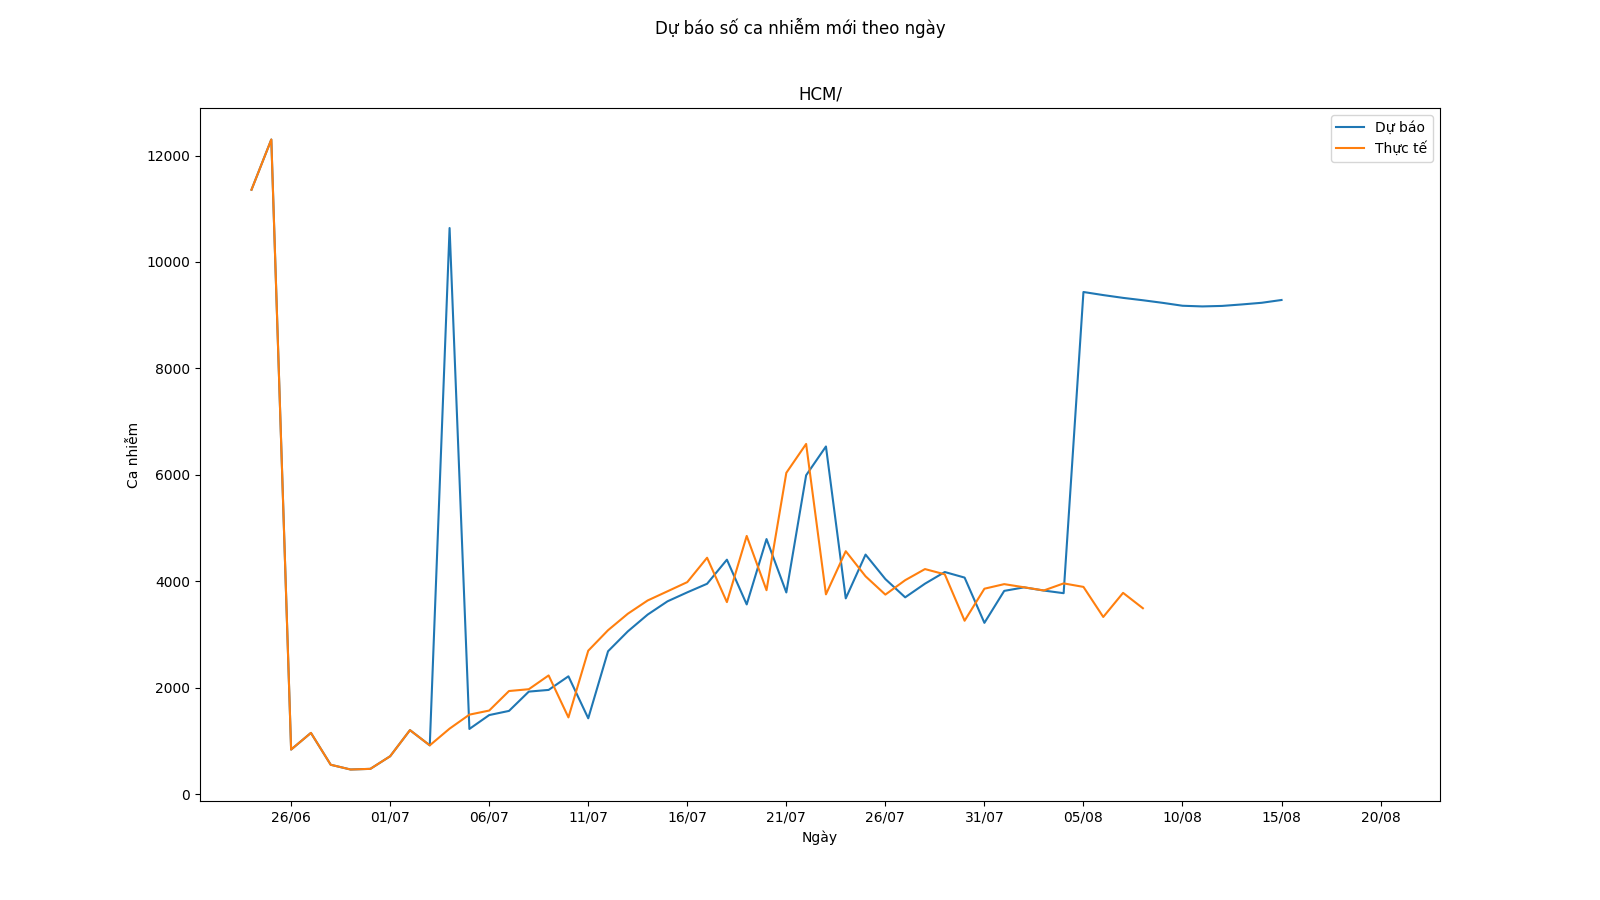 Dự báo số ca nhiễm mới theo ngày
HCM/
Dự báo
Thực tế
12000
10000
8000
6000
4000
2000
0
Ca nhiễm
26/06 01/07 06/07 11/07 16/07 21/07 26/07 31/07 05/08 10/08 15/08 20/08
Ngày